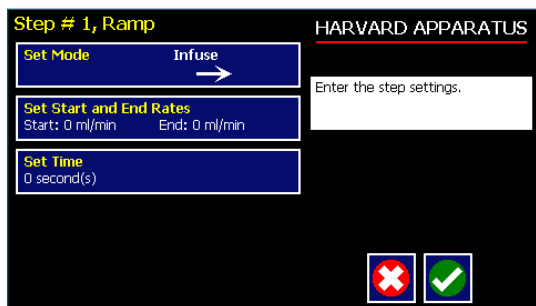 Step # 1, Ramp
HARVARD APPARATUS
Set Mode Infuse
Enter the step settings.
Set Start and End Rates
Start: 0 ml/min End: 0 ml/min
Set Time
0 second(s)